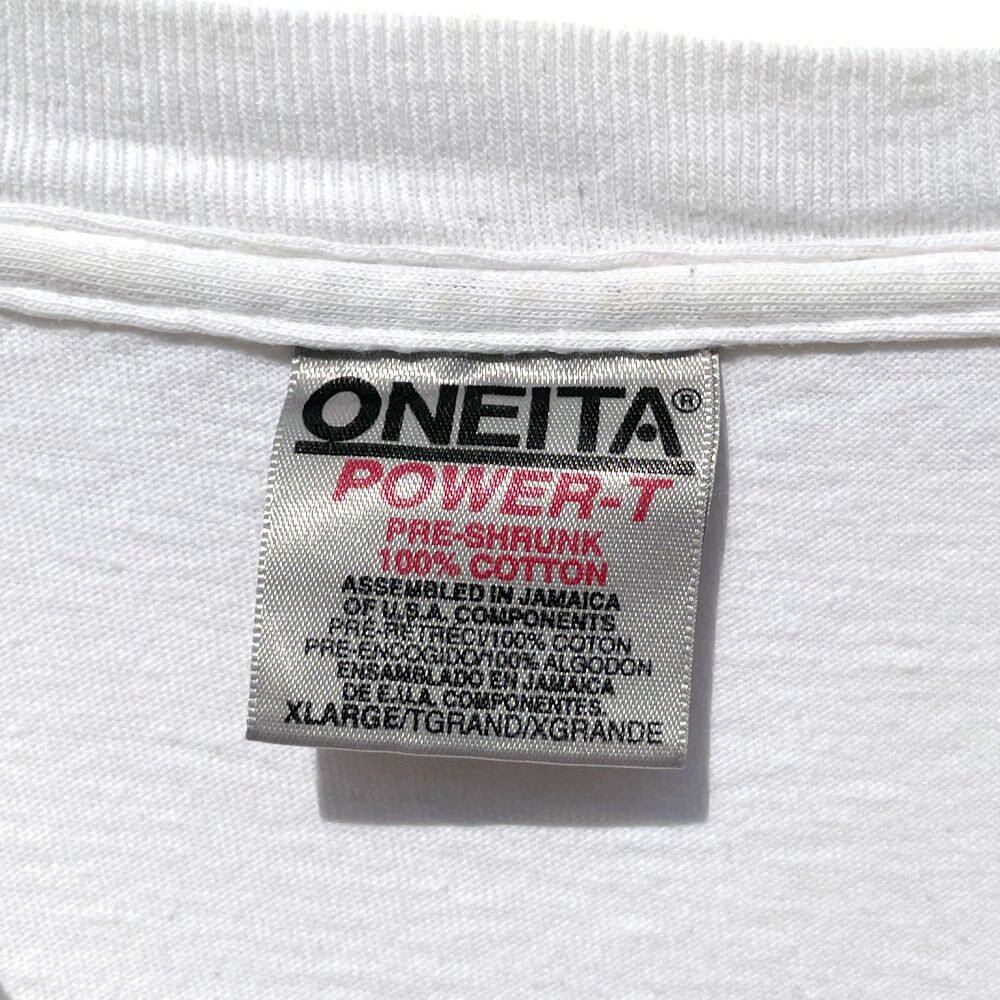 ONEITA®
POWER-T
PRE-SHRUNK
100% COTTON
ASSEMBLED IN JAMAICA
OF U.S.A. COMPONENTS
PRE-RETRECI/100% COTON
PRE-ENCOGIDO/100% ALGODON
ENSAMBLADO EN JAMAICA
DE E.U.A. COMPONENTES
XLARGE/TGRAND/XGRANDE